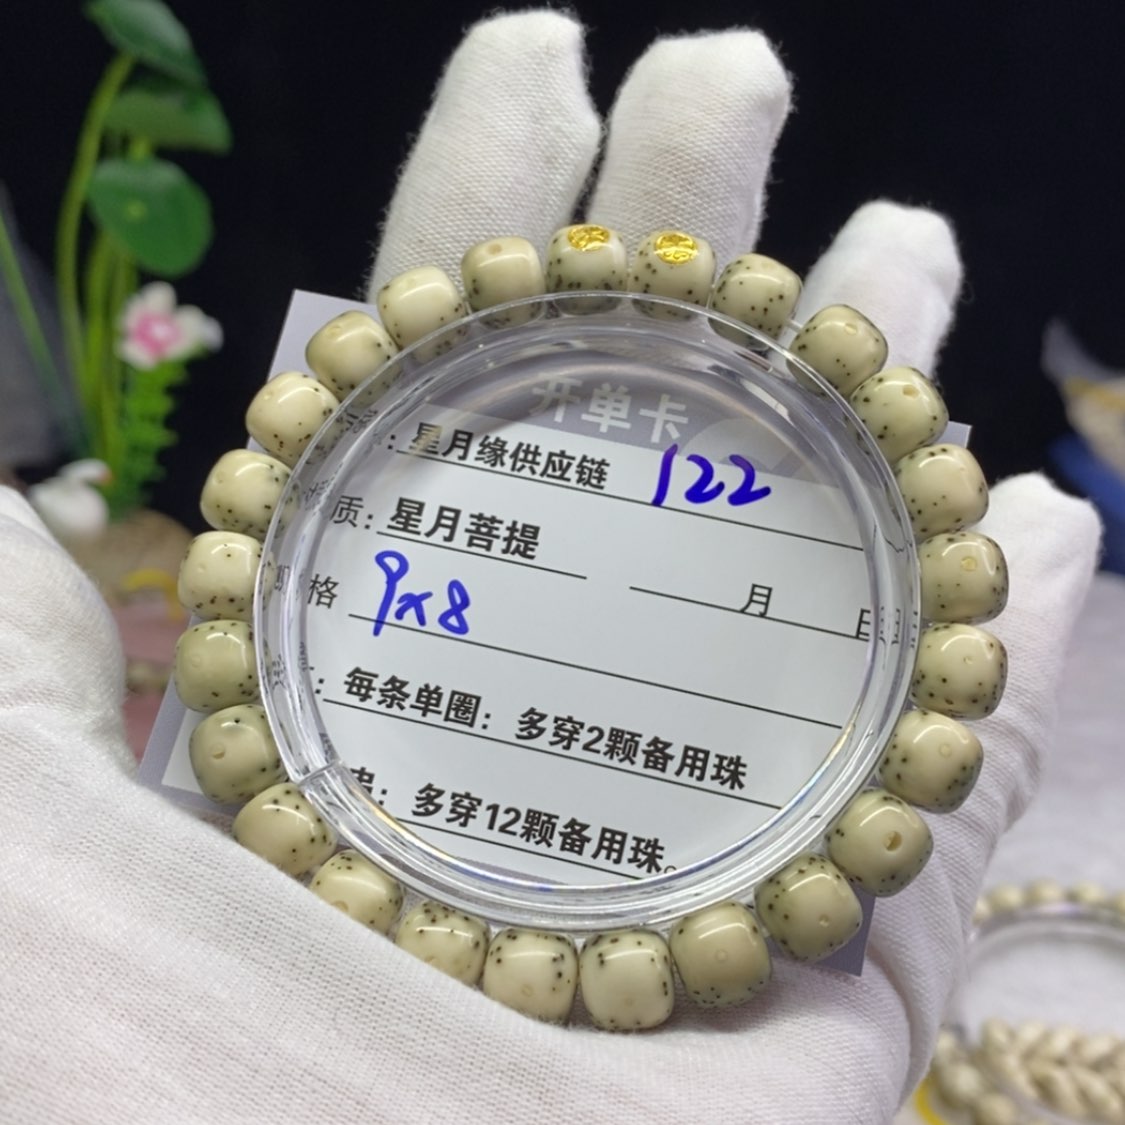 开单卡
：星月缘供应链 122
质：星月菩提
月 日
格 9x8
：每条单圈：多穿2颗备用珠
串：多穿12颗备用珠。